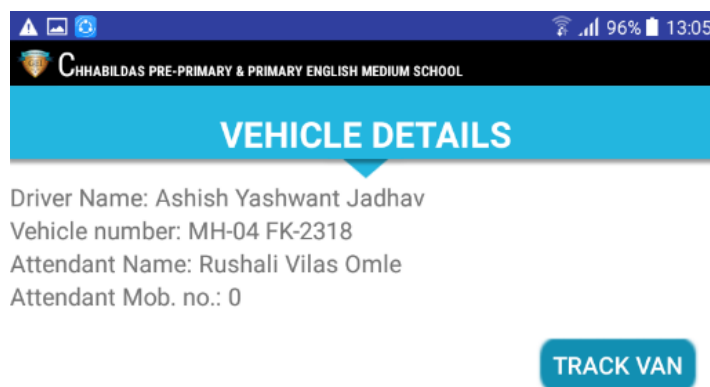 96% 13:05
CHHABILDAS PRE-PRIMARY & PRIMARY ENGLISH MEDIUM SCHOOL
VEHICLE DETAILS
Driver Name: Ashish Yashwant Jadhav
Vehicle number: MH-04 FK-2318
Attendant Name: Rushali Vilas Omle
Attendant Mob. no.: 0
TRACK VAN